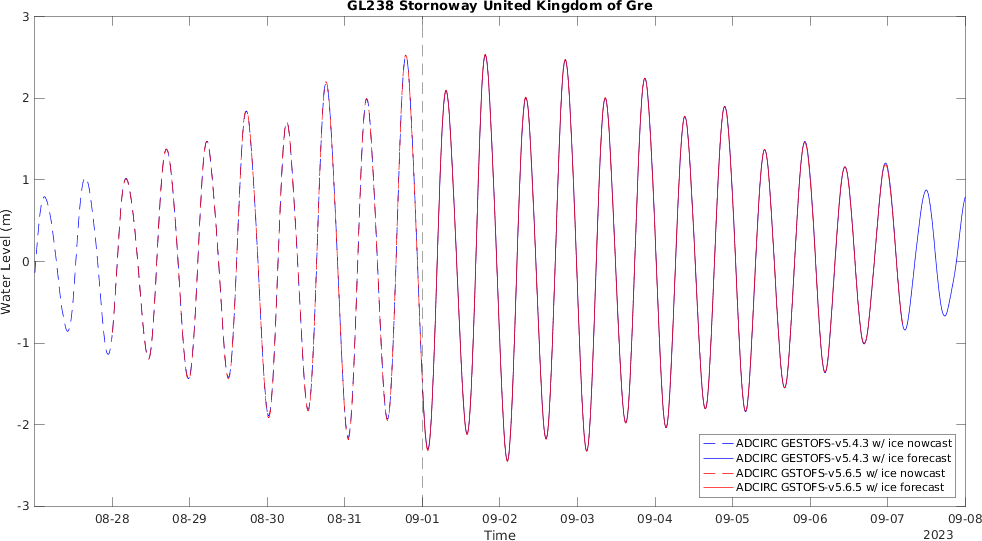 GL238 Stornoway United Kingdom of Gre
3
2
1
0
-1
-2
-3
Water Level (m)
ADCIRC GESTOFS-v5.4.3 w/ ice nowcast
ADCIRC GESTOFS-v5.4.3 w/ ice forecast
ADCIRC GSTOFS-v5.6.5 w/ ice nowcast
ADCIRC GSTOFS-v5.6.5 w/ ice forecast
08-28 08-29 08-30 08-31 09-01 09-02 09-03 09-04 09-05 09-06 09-07 09-08
Time
2023